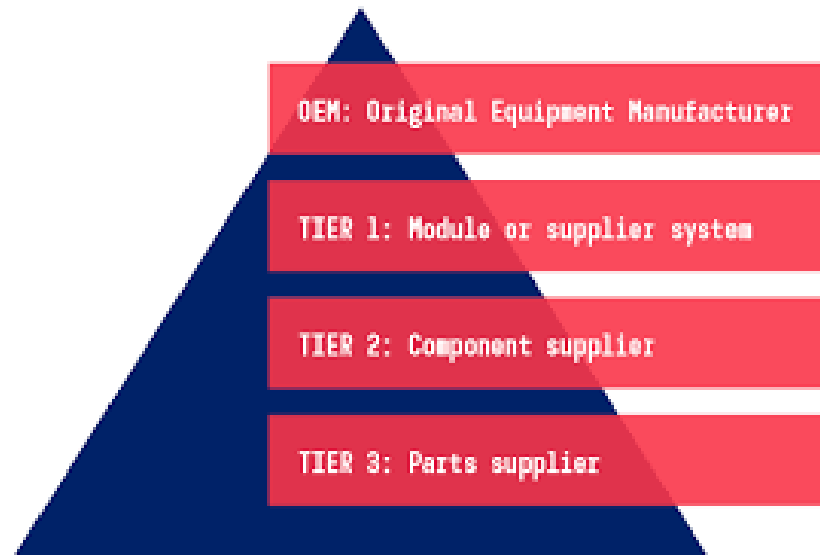 OEM: Original Equipment Manufacturer
TIER 1: Module or supplier system
TIER 2: Component supplier
TIER 3: Parts supplier